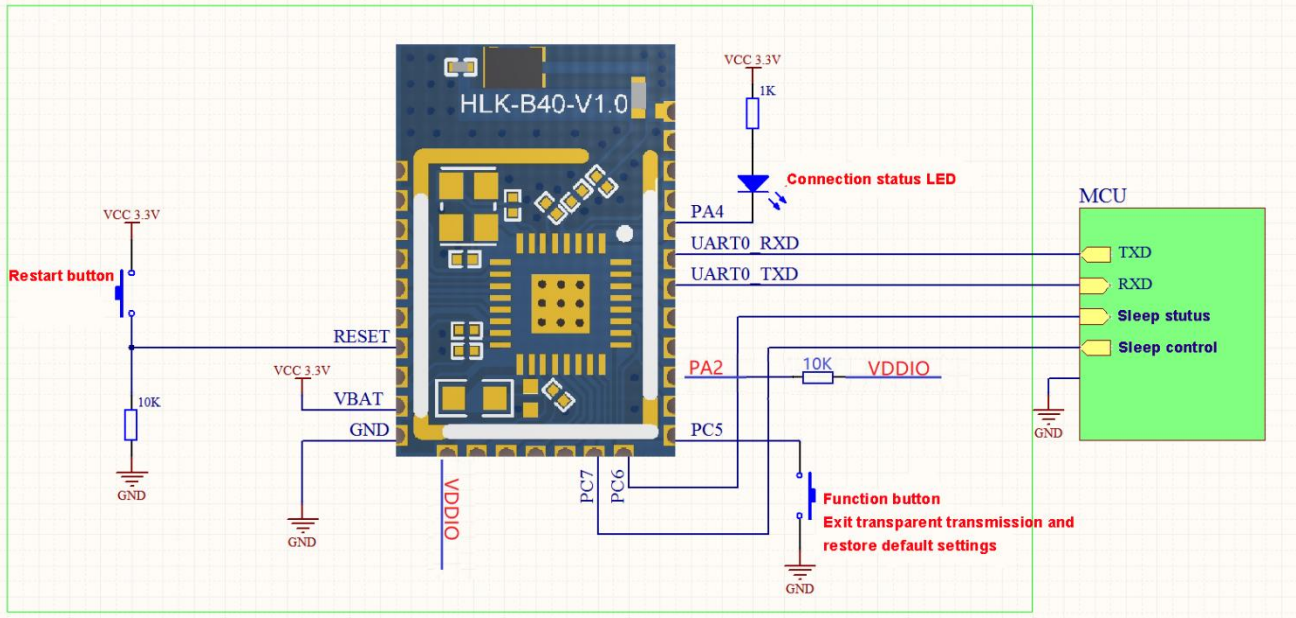 VCC 3.3V
1K
HLK-B40-V1.0
Connection status LED
MCU
PA4
VCC 3.3V
UART0_RXD
TXD
Restart button
UART0_TXD
RXD
Sleep stutus
RESET
Sleep control
VCC 3.3V
PA2
10K
VDDIO
VBAT
10K
GND
PC5
GND
PC7
PC6
VDDIO
GND
Function button
Exit transparent transmission and
restore default settings
GND
GND